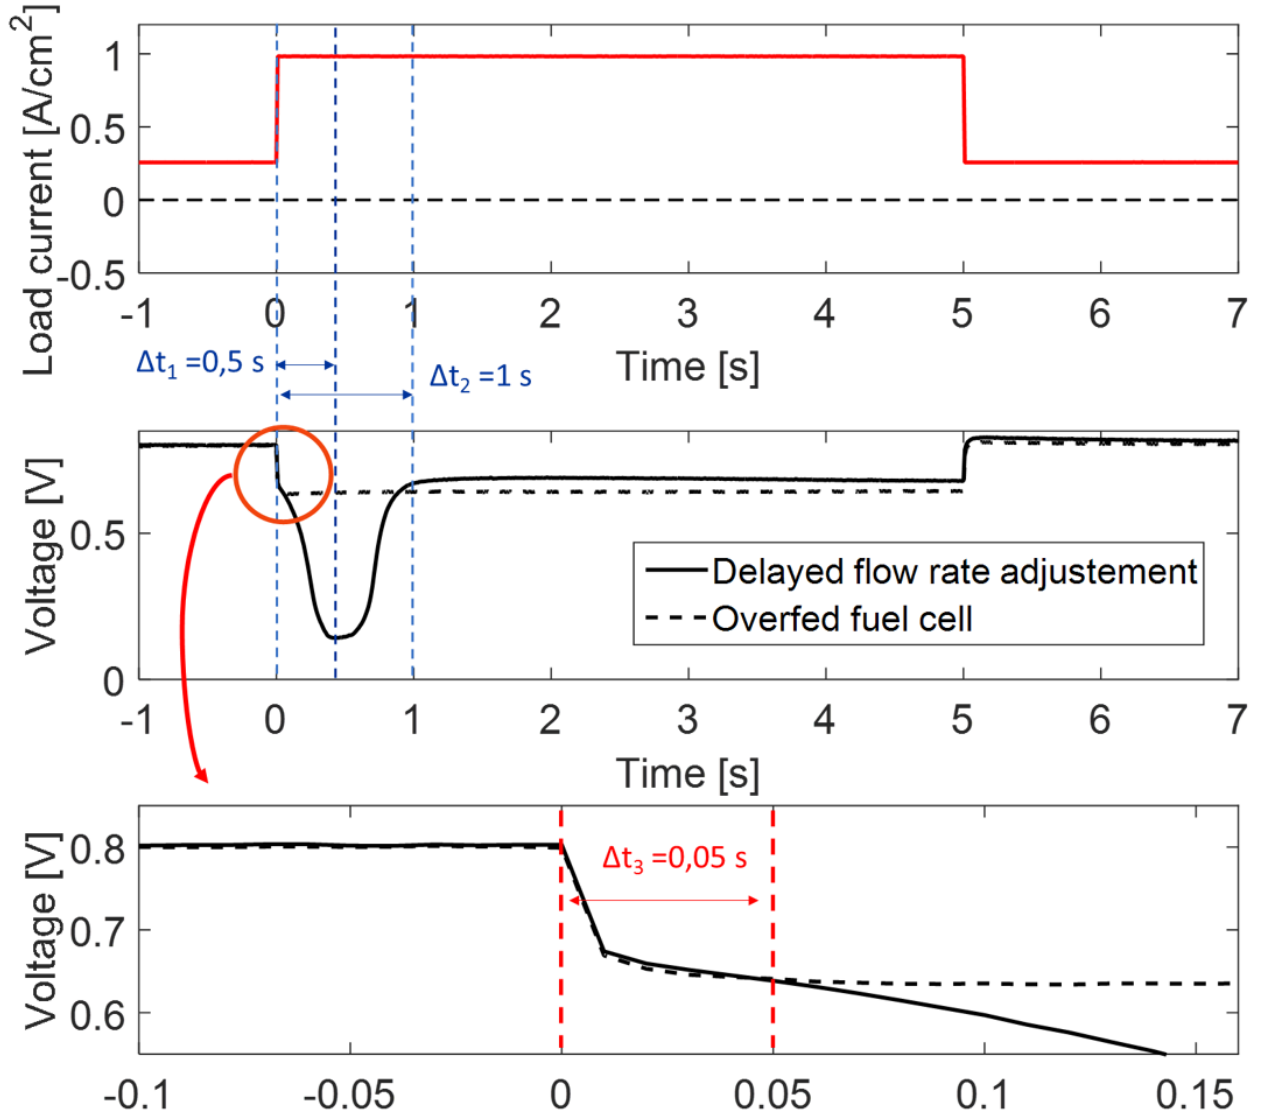 Load current [A/cm²]
1
0.5
0
-0.5
-1 0 1 2 3 4 5 6 7
Time [s]
Δt₁ =0,5 s
Δt₂ =1 s
Voltage [V]
0.5
0
Delayed flow rate adjustement
Overfed fuel cell
-1 0 1 2 3 4 5 6 7
Time [s]
Voltage [V]
0.8
0.7
0.6
Δt₃ =0,05 s
-0.1 -0.05 0 0.05 0.1 0.15